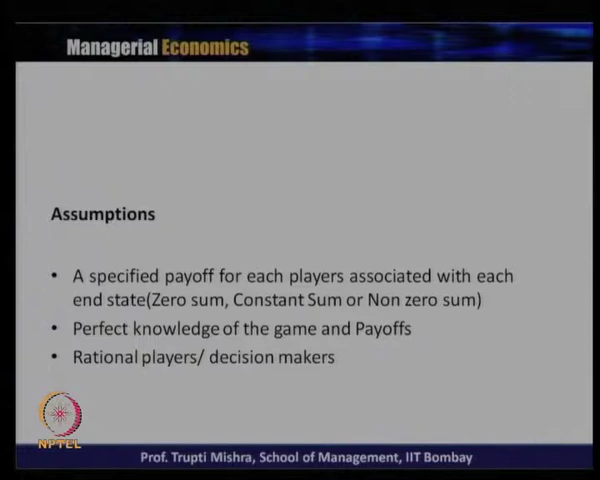 Managerial Economics
Assumptions
• A specified payoff for each players associated with each
end state(Zero sum, Constant Sum or Non zero sum)
• Perfect knowledge of the game and Payoffs
• Rational players/ decision makers
NPTEL
Prof. Trupti Mishra, School of Management, IIT Bombay